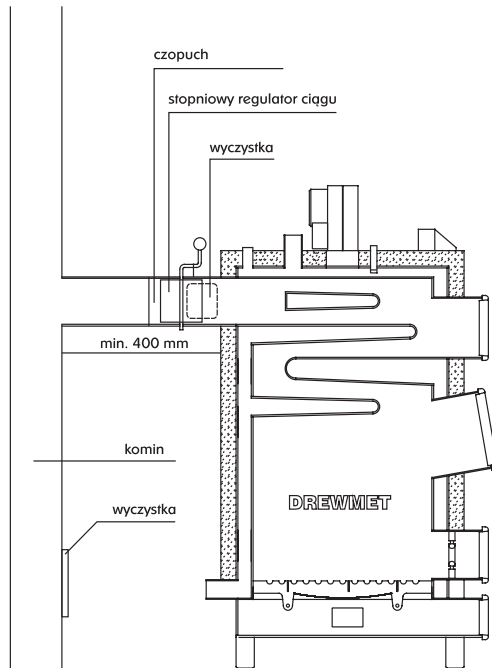 czopuch
stopniowy regulator ciągu
wyczystka
min. 400 mm
komin
wyczystka
DREWMET